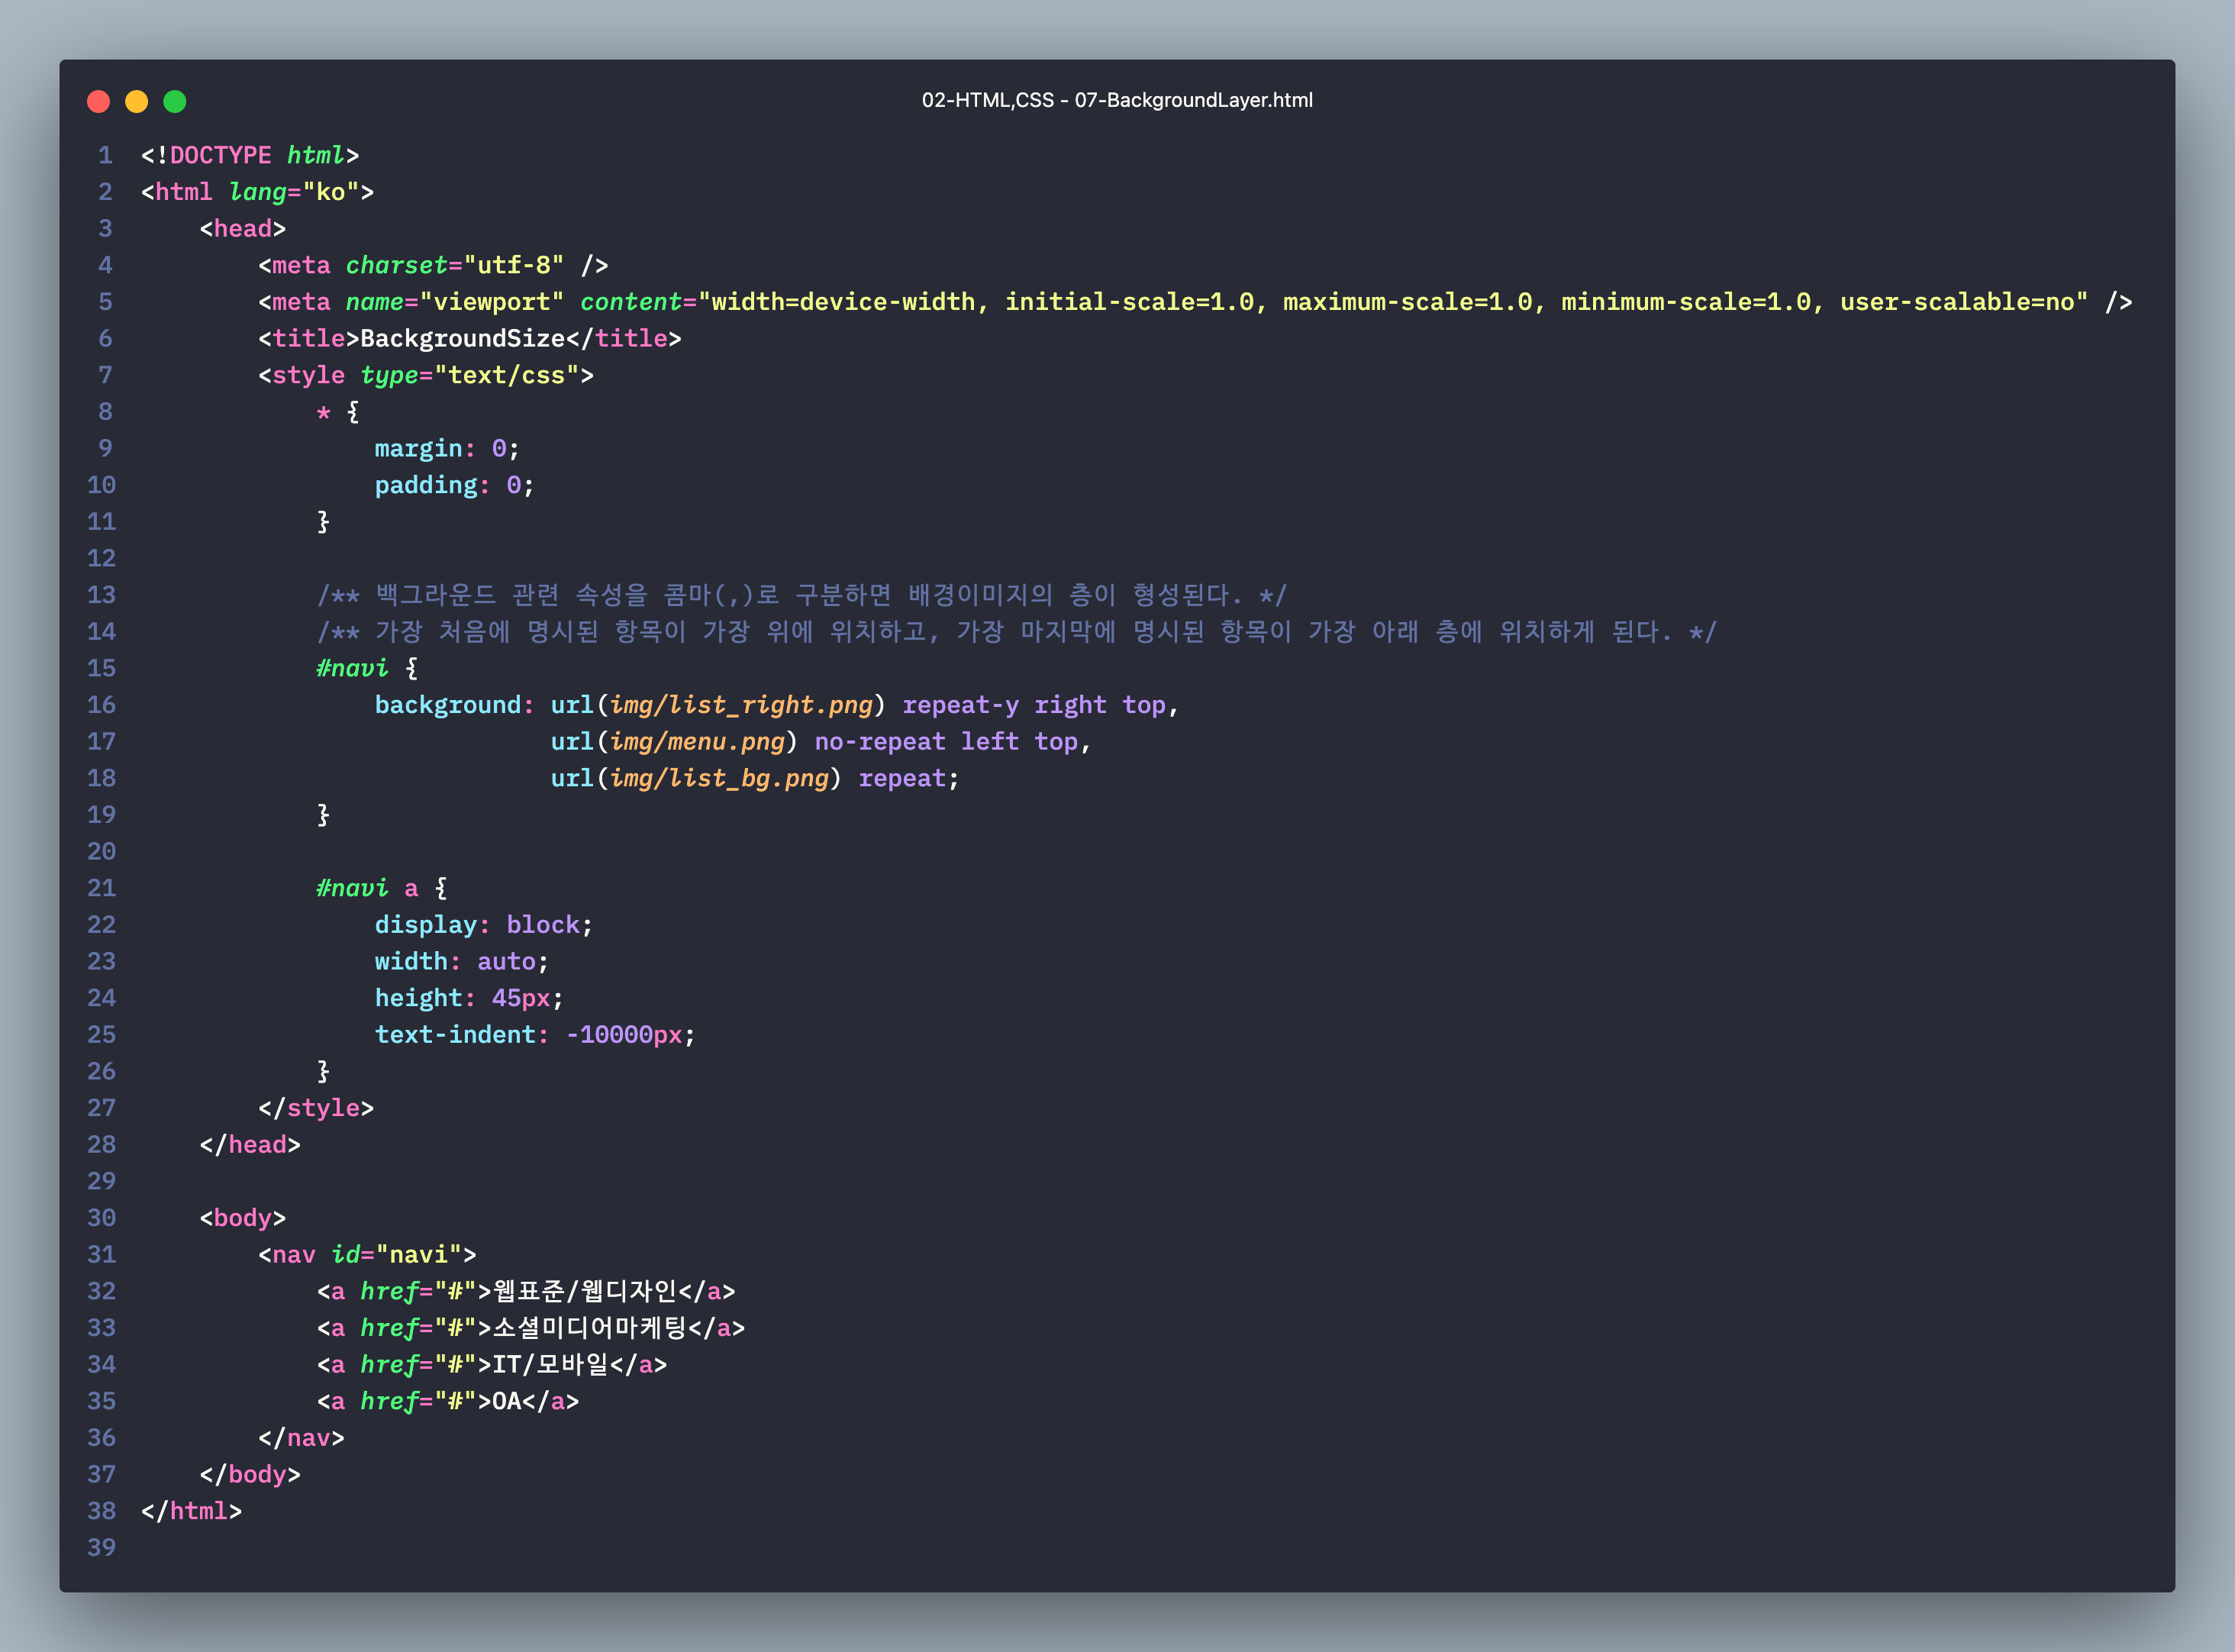 02-HTML,CSS - 07-BackgroundLayer.html
1 <!DOCTYPE html>
2 <html lang="ko">
3     <head>
4         <meta charset="utf-8" />
5         <meta name="viewport" content="width=device-width, initial-scale=1.0, maximum-scale=1.0, minimum-scale=1.0, user-scalable=no" />
6         <title>BackgroundSize</title>
7         <style type="text/css">
8             * {
9                 margin: 0;
10                 padding: 0;
11             }
12
13             /** 백그라운드 관련 속성을 콤마(,)로 구분하면 배경이미지의 층이 형성된다. */
14             /** 가장 처음에 명시된 항목이 가장 위에 위치하고, 가장 마지막에 명시된 항목이 가장 아래 층에 위치하게 된다. */
15             #navi {
16                 background: url(img/list_right.png) repeat-y right top,
17                             url(img/menu.png) no-repeat left top,
18                             url(img/list_bg.png) repeat;
19             }
20
21             #navi a {
22                 display: block;
23                 width: auto;
24                 height: 45px;
25                 text-indent: -10000px;
26             }
27         </style>
28     </head>
29
30     <body>
31         <nav id="navi">
32             <a href="#">웹표준/웹디자인</a>
33             <a href="#">소셜미디어마케팅</a>
34             <a href="#">IT/모바일</a>
35             <a href="#">OA</a>
36         </nav>
37     </body>
38 </html>
39